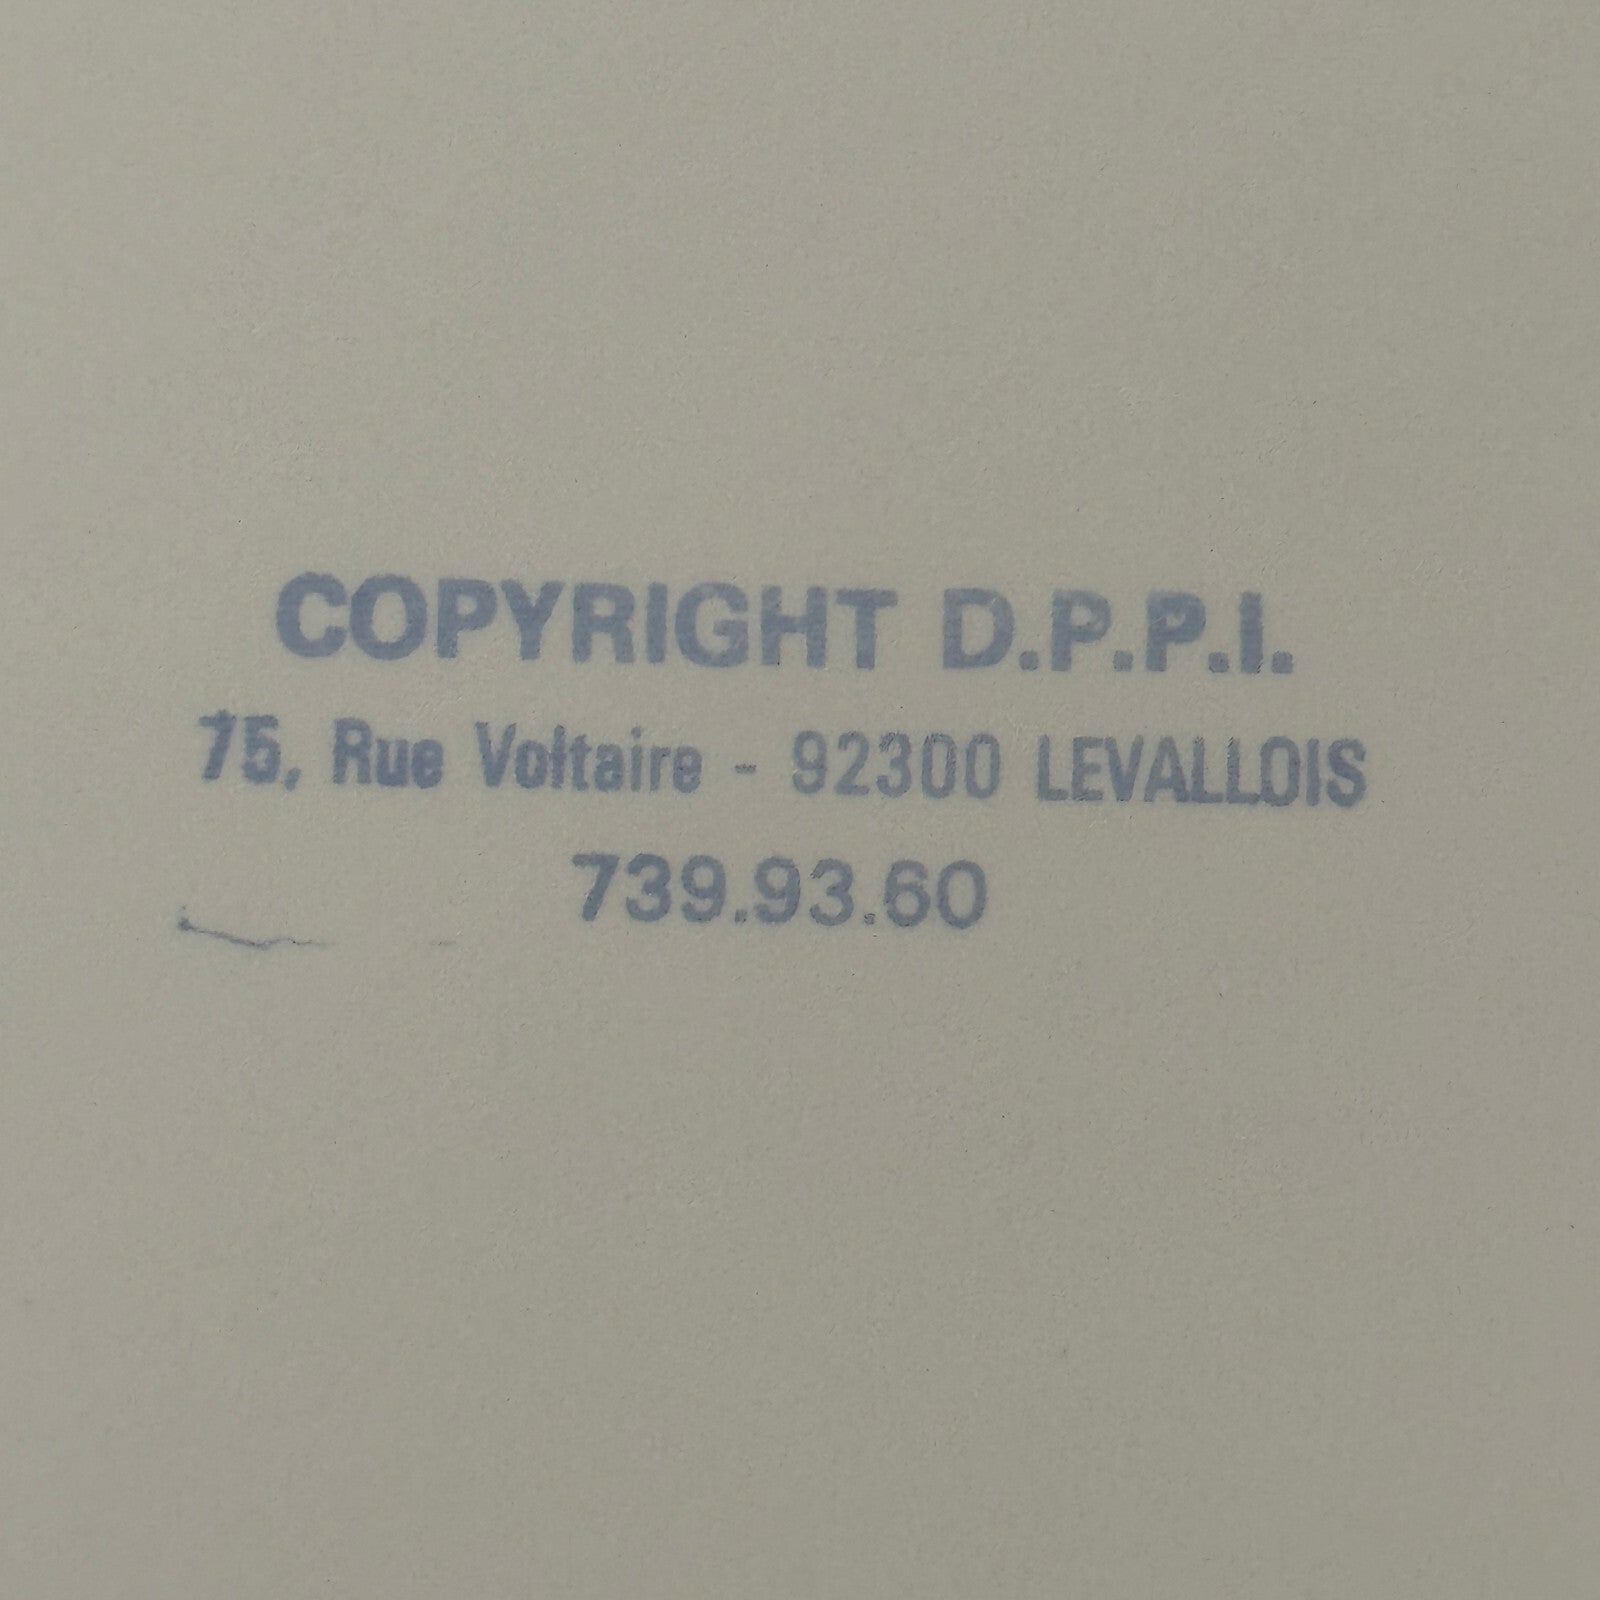 COPYRIGHT D.P.P.I.
75, Rue Voltaire - 92300 LEVALLOIS
739.93.60